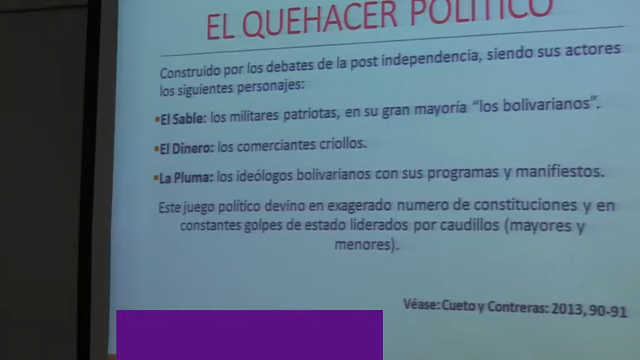 EL QUEHACER POLÍTICO
Construido por los debates de la post independencia, siendo sus actores
los siguientes personajes:
▪El Sable: los militares patriotas, en su gran mayoría “los bolivarianos”.
▪El Dinero: los comerciantes criollos.
▪La Pluma: los ideólogos bolivarianos con sus programas y manifiestos.
Este juego político devino en exagerado numero de constituciones y en
constantes golpes de estado liderados por caudillos (mayores y
menores).
Véase: Cueto y Contreras: 2013, 90-91